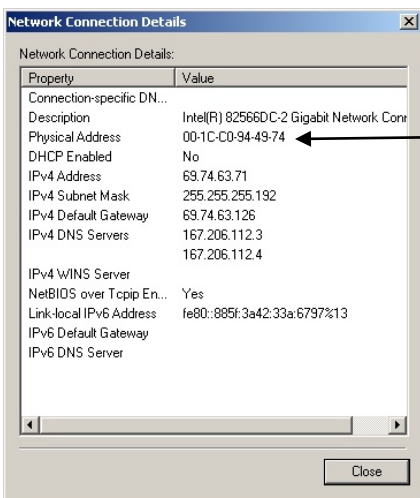 Network Connection Details
Network Connection Details:
Property Value
Connection-specific DN...
Description Intel(R) 82566DC-2 Gigabit Network Conr
Physical Address 00-1C-C0-94-49-74
DHCP Enabled No
IPv4 Address 69.74.63.71
IPv4 Subnet Mask 255.255.255.192
IPv4 Default Gateway 69.74.63.126
IPv4 DNS Servers 167.206.112.3
167.206.112.4
IPv4 WINS Server
NetBIOS over Tcpip En... Yes
Link-local IPv6 Address fe80::885f:3a42:33a:6797%13
IPv6 Default Gateway
IPv6 DNS Server
Close